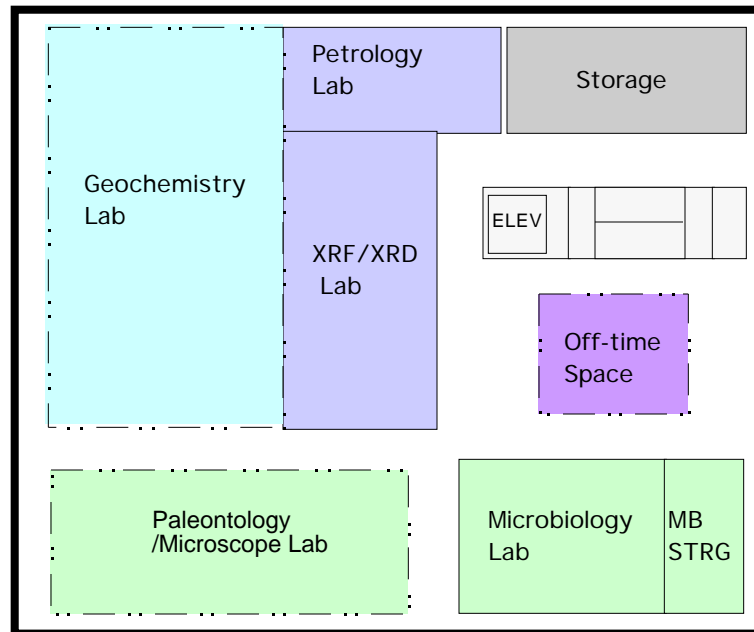 Petrology
Lab
Storage
Geochemistry
Lab
ELEV
XRF/XRD
Lab
Off-time
Space
Paleontology
/Microscope Lab
Microbiology
Lab
MB
STRG